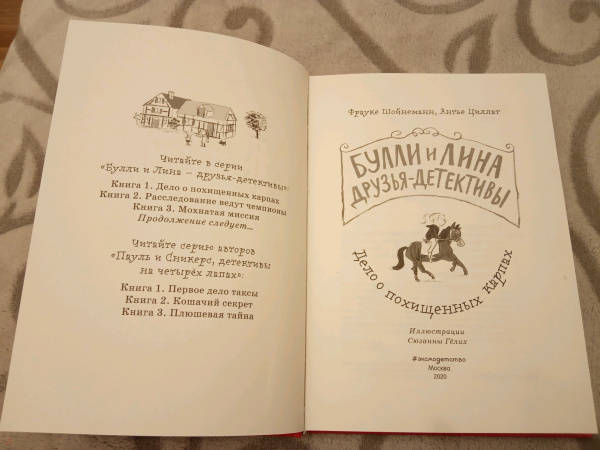 Читайте в серии
«Булли и Лина – друзья-детективы»:
Книга 1. Дело о похищенных карпах
Книга 2. Расследование ведут чемпионы
Книга 3. Мохнатая миссия
Продолжение следует...
Читайте серию авторов
«Пауль и Сникерс, детективы
на четырёх лапах»:
Книга 1. Первое дело таксы
Книга 2. Кошачий секрет
Книга 3. Плюшевая тайна
Фрауке Шойнеманн, Антье Циллат
БУЛЛИ И ЛИНА
ДРУЗЬЯ-ДЕТЕКТИВЫ
Дело о похищенных карпах
Иллюстрации
Сюзанны Гёлих
#эксмодетство
Москва
2020